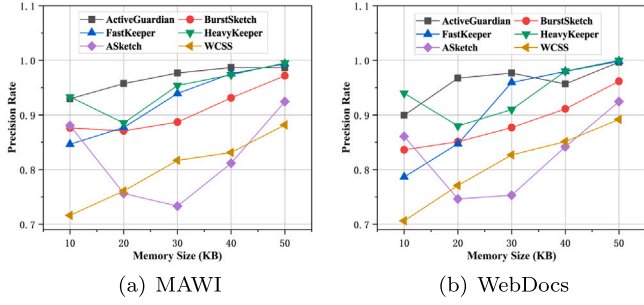 1.1
1.0
0.9
0.8
0.7
Precision Rate
ActiveGuardian
BurstSketch
FastKeeper
HeavyKeeper
ASketch
WCSS
10
20
30
40
50
Memory Size (KB)
(a) MAWI
1.1
1.0
0.9
0.8
0.7
Precision Rate
ActiveGuardian
BurstSketch
FastKeeper
HeavyKeeper
ASketch
WCSS
10
20
30
40
50
Memory Size (KB)
(b) WebDocs